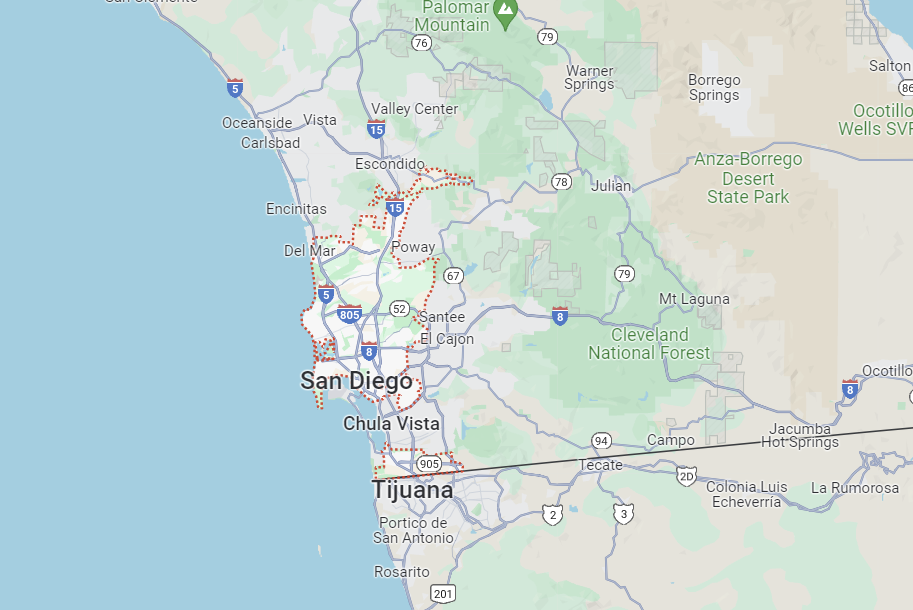 San Clemente
Palomar
Mountain
76
79
5
Warner
Springs
Borrego
Springs
Salton
86
Oceanside
Vista
Valley Center
15
Carlsbad
Ocotillo
Wells SVR
Escondido
Anza-Borrego
Desert
State Park
78
Julian
Encinitas
15
Del Mar
Poway
67
79
5
805
52
Santee
8
Mt Laguna
El Cajon
8
Cleveland
National Forest
San Diego
Ocotillo
8
Chula Vista
94
Campo
Jacumba
Hot Springs
905
Tecate
2D
Tijuana
Colonia Luis
Echeverría
La Rumorosa
Portico de
San Antonio
2
3
Rosarito
201